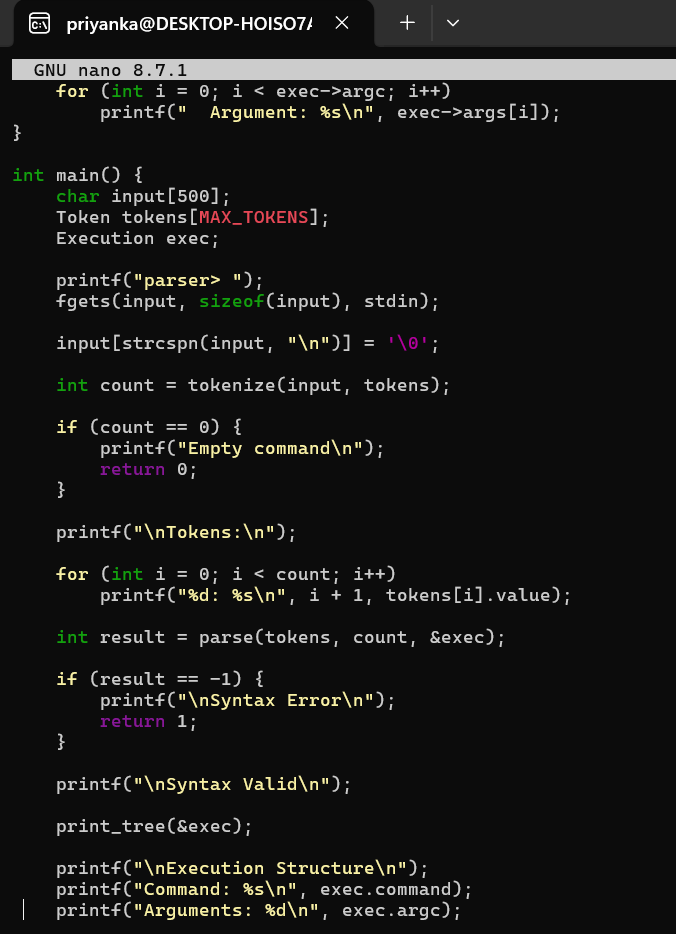 priyanka@DESKTOP-HOISO7
GNU nano 8.7.1
    for (int i = 0; i < exec->argc; i++)
        printf("  Argument: %s\n", exec->args[i]);
}

int main() {
    char input[500];
    Token tokens[MAX_TOKENS];
    Execution exec;

    printf("parser> ");
    fgets(input, sizeof(input), stdin);

    input[strcspn(input, "\n")] = '\0';

    int count = tokenize(input, tokens);

    if (count == 0) {
        printf("Empty command\n");
        return 0;
    }

    printf("\nTokens:\n");

    for (int i = 0; i < count; i++)
        printf("%d: %s\n", i + 1, tokens[i].value);

    int result = parse(tokens, count, &exec);

    if (result == -1) {
        printf("\nSyntax Error\n");
        return 1;
    }

    printf("\nSyntax Valid\n");

    print_tree(&exec);

    printf("\nExecution Structure\n");
    printf("Command: %s\n", exec.command);
    printf("Arguments: %d\n", exec.argc);